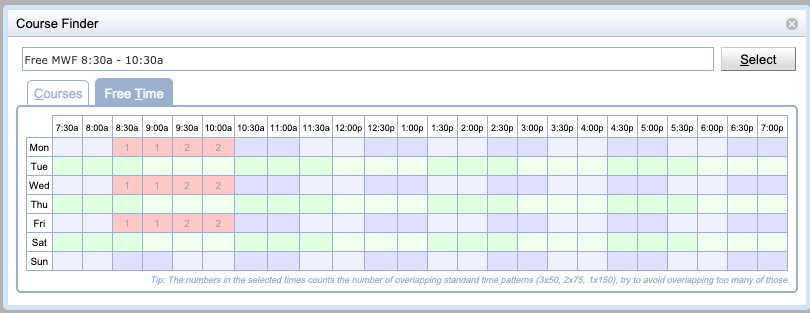 Course Finder
Free MWF 8:30a - 10:30a
Select
Courses
Free Time
7:30a 8:00a 8:30a 9:00a 9:30a 10:00a 10:30a 11:00a 11:30a 12:00p 12:30p 1:00p 1:30p 2:00p 2:30p 3:00p 3:30p 4:00p 4:30p 5:00p 5:30p 6:00p 6:30p 7:00p
Mon 1 1 2 2
Tue
Wed 1 1 2 2
Thu
Fri 1 1 2 2
Sat
Sun
Tip: The numbers in the selected times counts the number of overlapping standard time patterns (3x50, 2x75, 1x150), try to avoid overlapping too many of those.